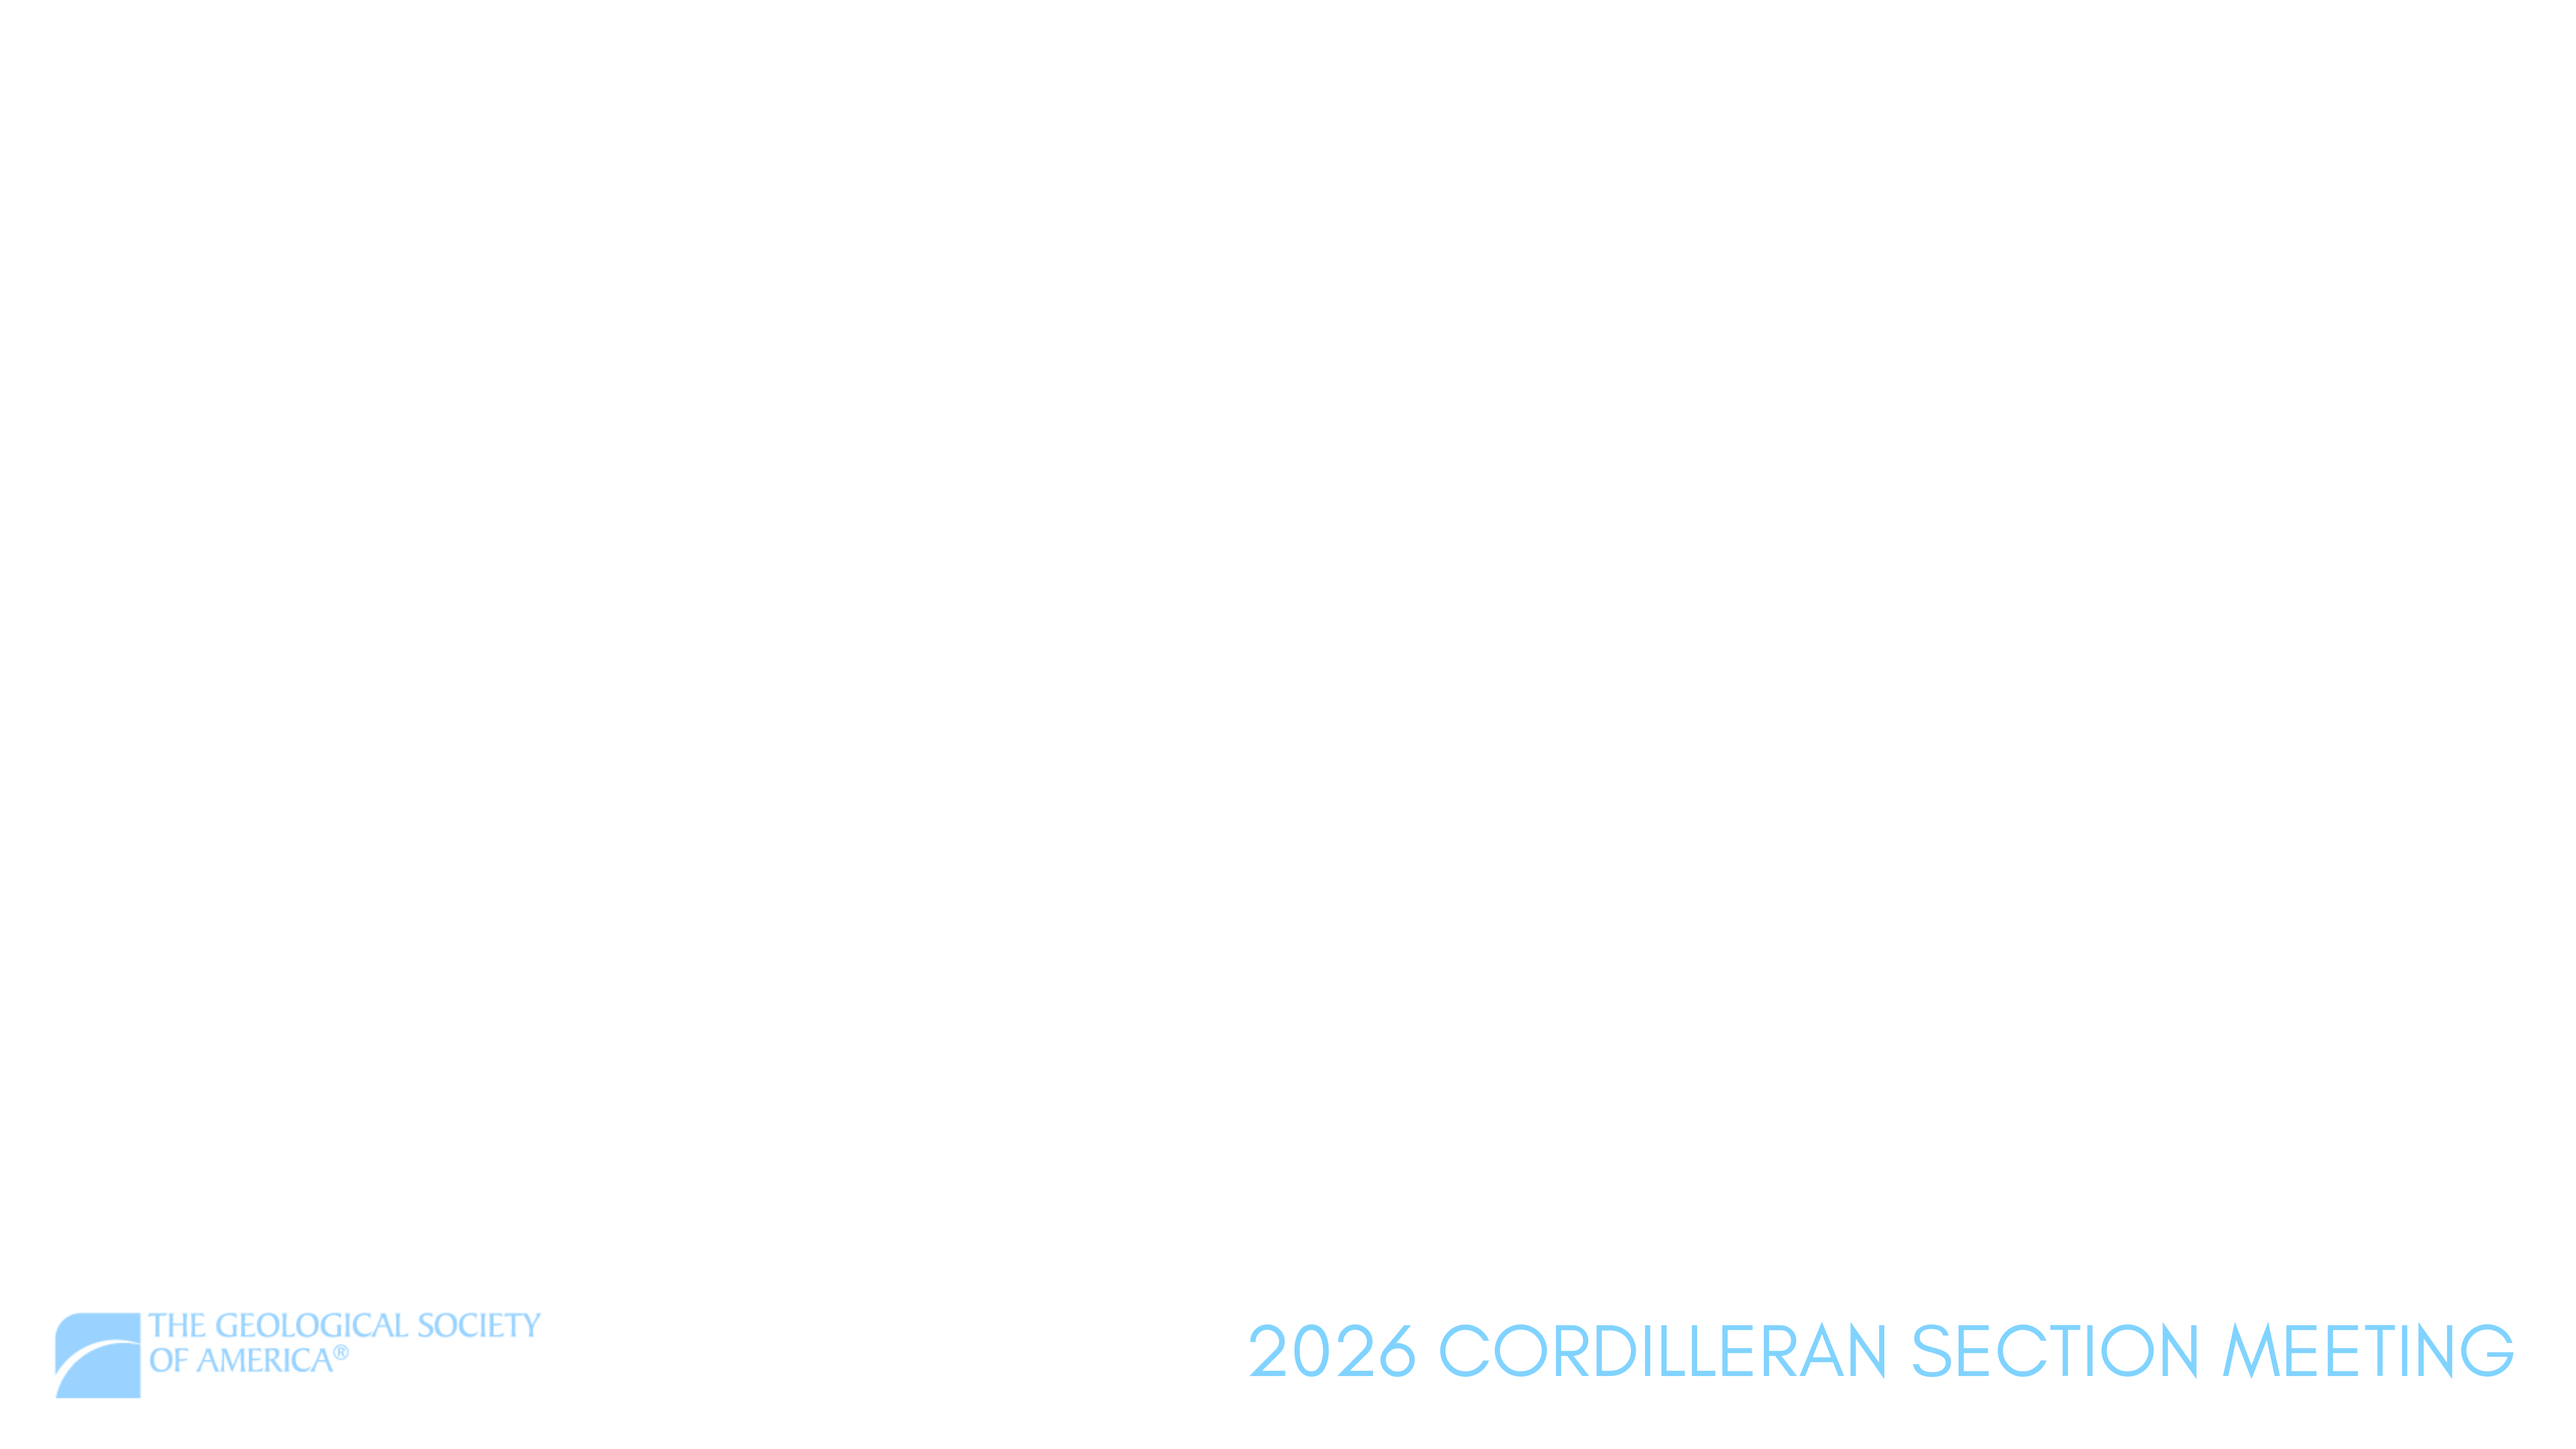 THE GEOLOGICAL SOCIETY
OF AMERICA®
2026 CORDILLERAN SECTION MEETING